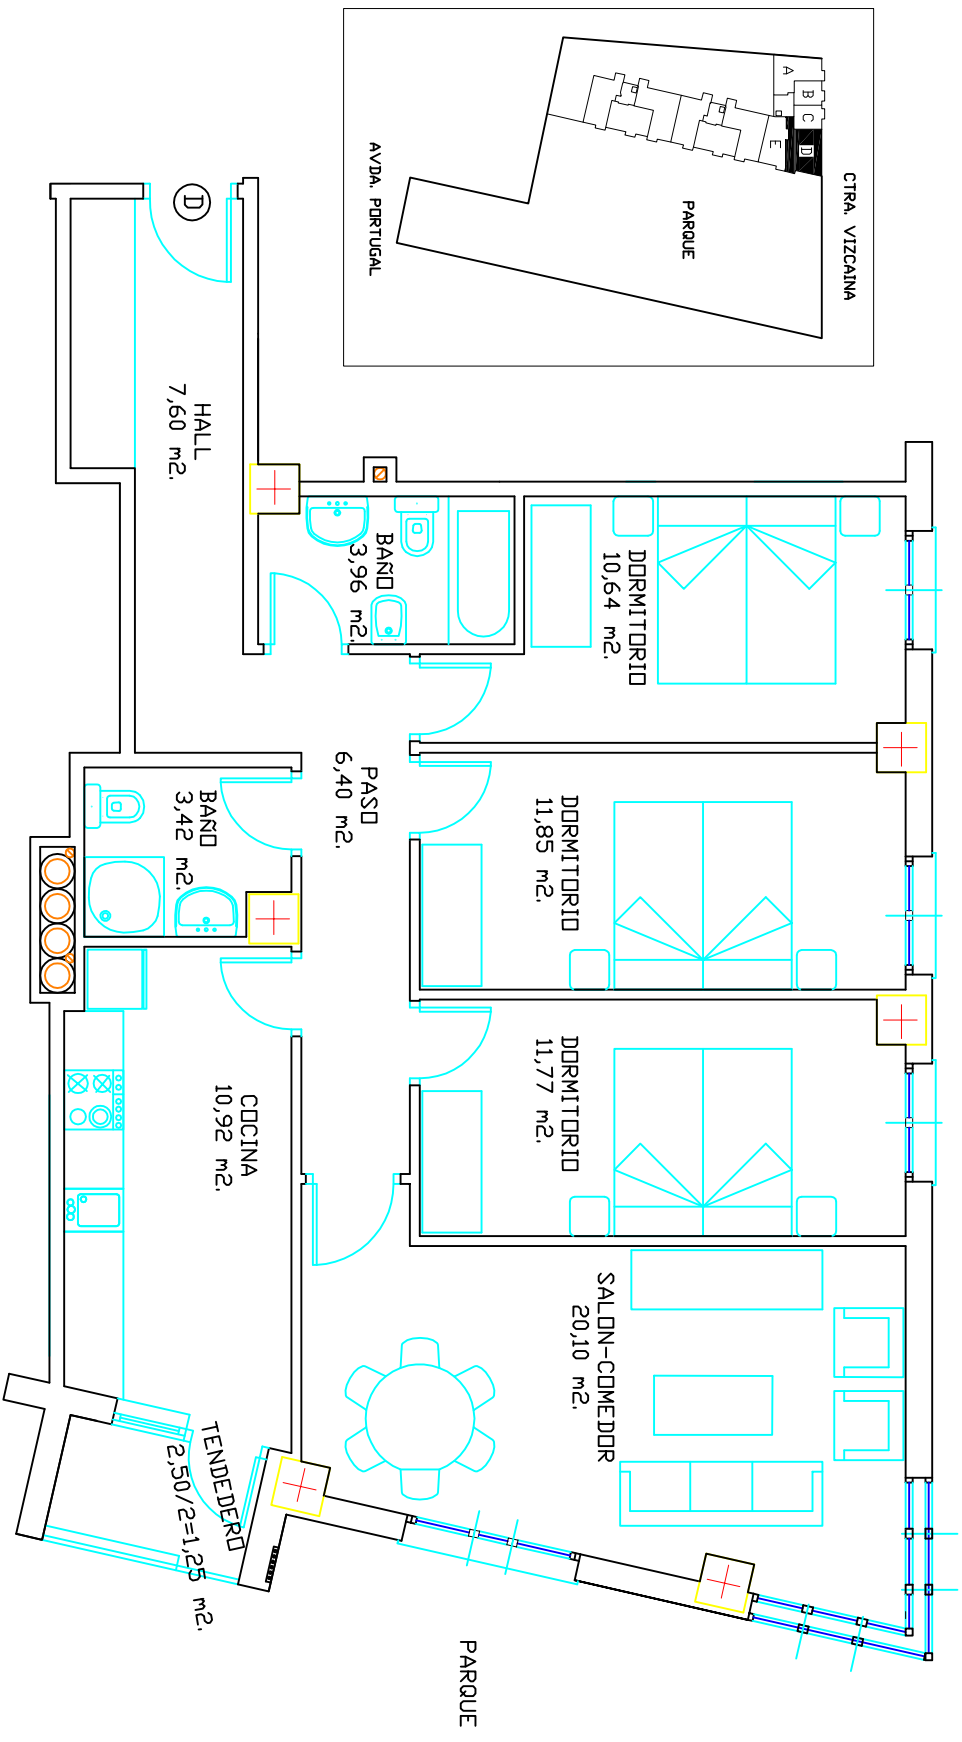 CTRA. VIZCAINA
A
B
C
D
E
PARQUE
AVDA. PORTUGAL
D
HALL
7,60 m2.
BAÑO
3,96 m2.
DORMITORIO
10,64 m2.
PASO
6,40 m2.
DORMITORIO
11,85 m2.
BAÑO
3,42 m2.
DORMITORIO
11,77 m2.
COCINA
10,92 m2.
SALON-COMEDOR
20,10 m2.
TENDEDERO
2,50/2=1,25 m2.
PARQUE